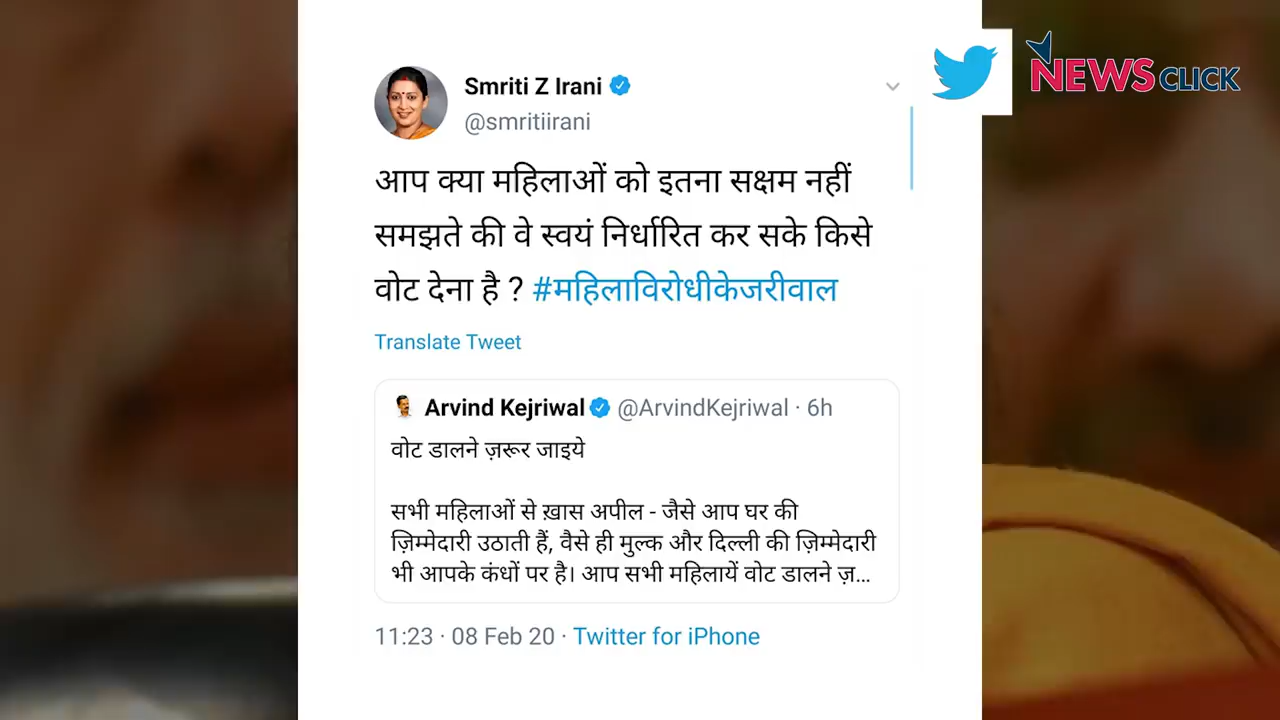 NEWSCLICK
Smriti Z Irani
@smritiirani
आप क्या महिलाओं को इतना सक्षम नहीं
समझते की वे स्वयं निर्धारित कर सके किसे
वोट देना है ? #महिलाविरोधीकेजरीवाल
Translate Tweet
Arvind Kejriwal @ArvindKejriwal · 6h
वोट डालने ज़रूर जाइये
सभी महिलाओं से ख़ास अपील - जैसे आप घर की
ज़िम्मेदारी उठाती हैं, वैसे ही मुल्क और दिल्ली की ज़िम्मेदारी
भी आपके कंधों पर है। आप सभी महिलायें वोट डालने ज़...
11:23 · 08 Feb 20 · Twitter for iPhone